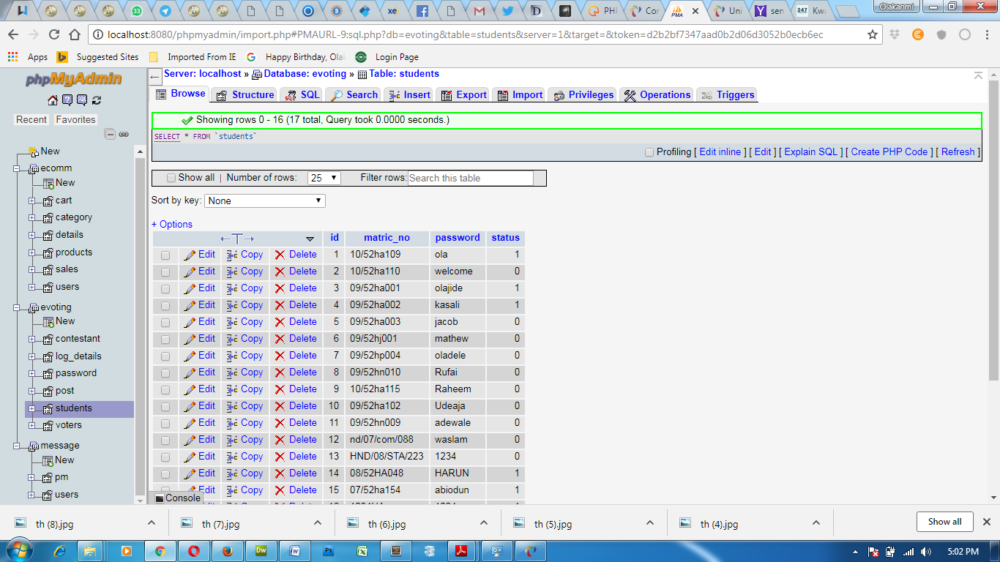 33
xe
PHI
Cor
PMA
Uni
sen
247 Kwa
Olakanmi
localhost:8080/phpmyadmin/import.php#PMAURL-9:sql.php?db=evoting&table=students&server=1&target=&token=d2b2bf7347aad0b2d06d3052b0ecb6ec
Apps Suggested Sites Imported From IE Happy Birthday, Ola Login Page
phpMyAdmin
Recent Favorites
New
ecomm
New
cart
category
details
products
sales
users
evoting
New
contestant
log_details
password
post
students
voters
message
New
pm
users
Server: localhost » Database: evoting » Table: students
Browse Structure SQL Search Insert Export Import Privileges Operations Triggers
Showing rows 0 - 16 (17 total, Query took 0.0000 seconds.)
SELECT * FROM `students`
Profiling [ Edit inline ] [ Edit ] [ Explain SQL ] [ Create PHP Code ] [ Refresh ]
Show all | Number of rows: 25 Filter rows: Search this table
Sort by key: None
+ Options
←T→ id matric_no password status
Edit Copy Delete 1 10/52ha109 ola 1
Edit Copy Delete 2 10/52ha110 welcome 0
Edit Copy Delete 3 09/52ha001 olajide 1
Edit Copy Delete 4 09/52ha002 kasali 1
Edit Copy Delete 5 09/52ha003 jacob 0
Edit Copy Delete 6 09/52hj001 mathew 0
Edit Copy Delete 7 09/52hp004 oladele 0
Edit Copy Delete 8 09/52hn010 Rufai 0
Edit Copy Delete 9 10/52ha115 Raheem 0
Edit Copy Delete 10 09/52ha102 Udeaja 0
Edit Copy Delete 11 09/52hn009 adewale 0
Edit Copy Delete 12 nd/07/com/088 waslam 0
Edit Copy Delete 13 HND/08/STA/223 1234 0
Edit Copy Delete 14 08/52HA048 HARUN 1
Edit Copy Delete 15 07/52ha154 abiodun 1
Console
th (8).jpg th (7).jpg th (6).jpg th (5).jpg th (4).jpg Show all
Dw Ps
5:02 PM